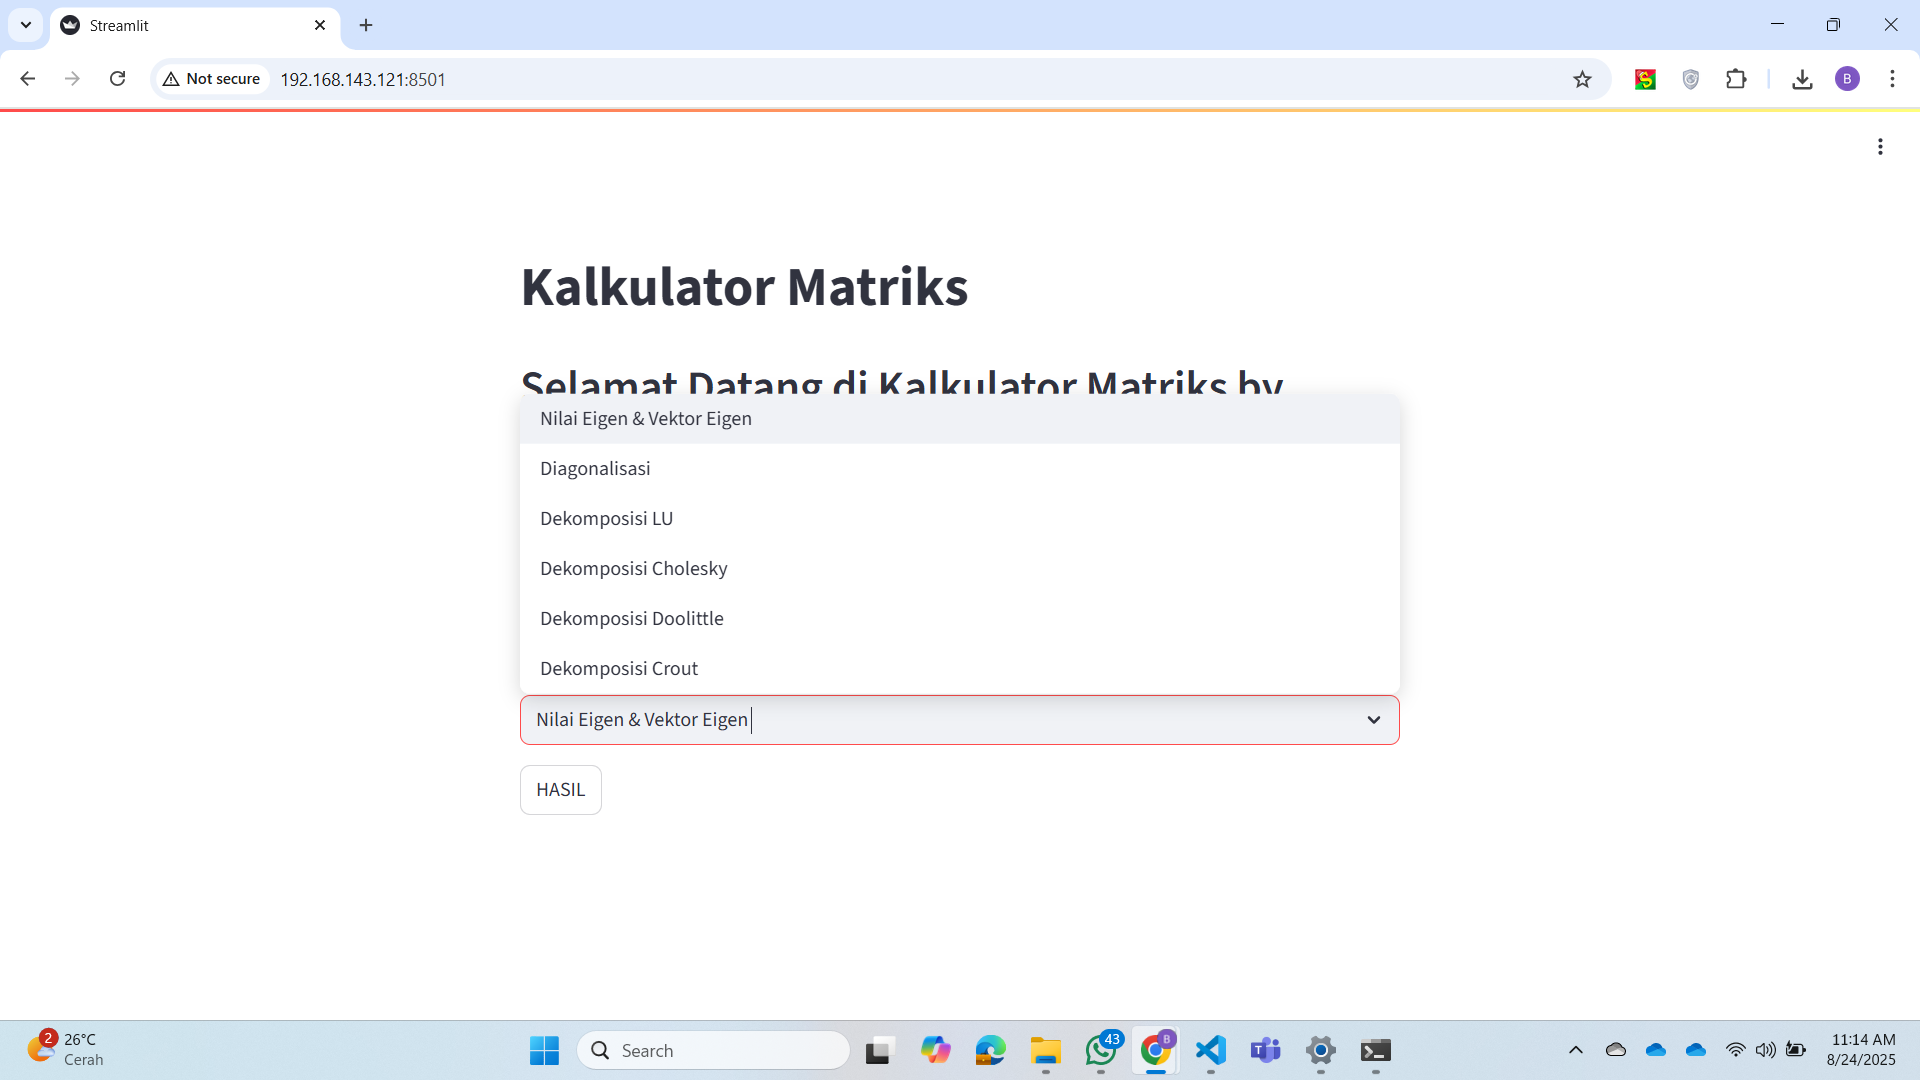 Streamlit
Not secure
192.168.143.121:8501
B
Kalkulator Matriks
Selamat Datang di Kalkulator Matriks by
Nilai Eigen & Vektor Eigen
Diagonalisasi
Dekomposisi LU
Dekomposisi Cholesky
Dekomposisi Doolittle
Dekomposisi Crout
Nilai Eigen & Vektor Eigen
HASIL
2
26°C
Cerah
Search
43
B
11:14 AM
8/24/2025